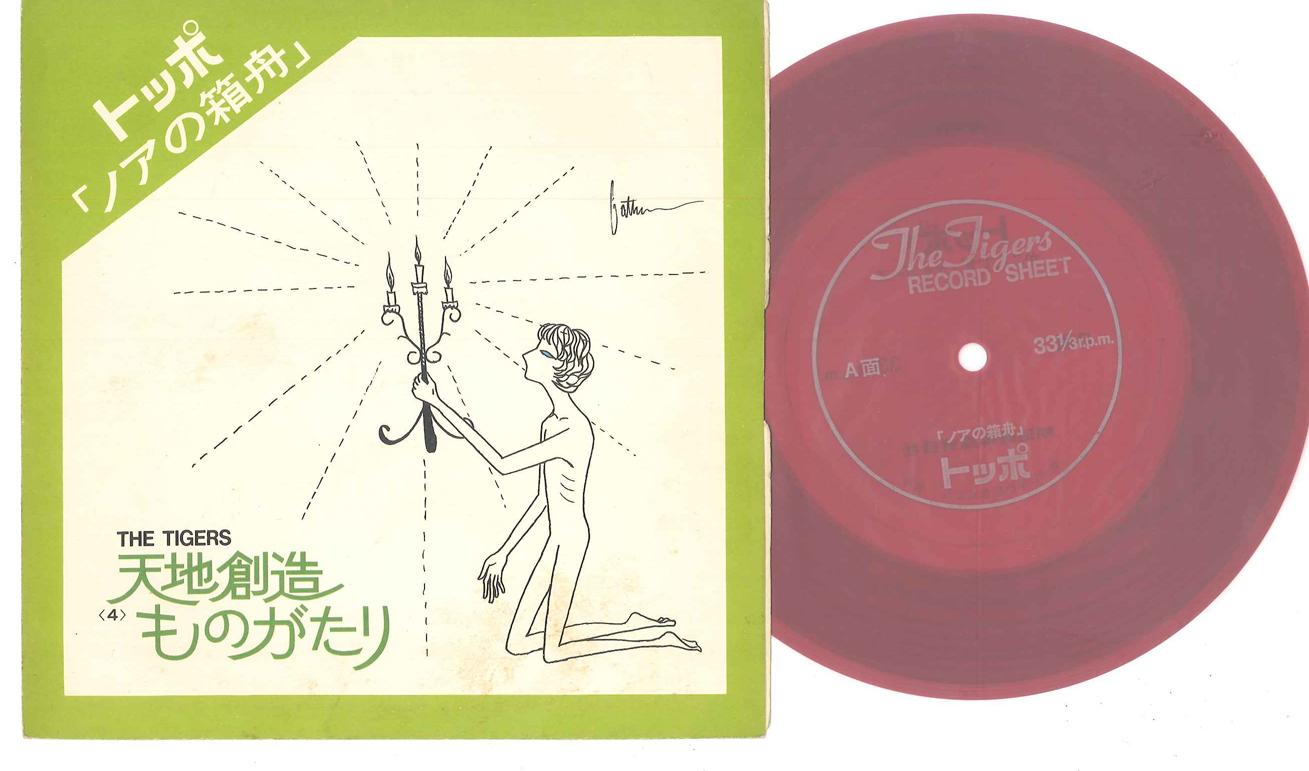 トッポ
「ノアの箱舟」
THE TIGERS
天地創造
〈4〉ものがたり
The Tigers
RECORD SHEET
33⅓r.p.m.
A面
「ノアの箱舟」
トッポ